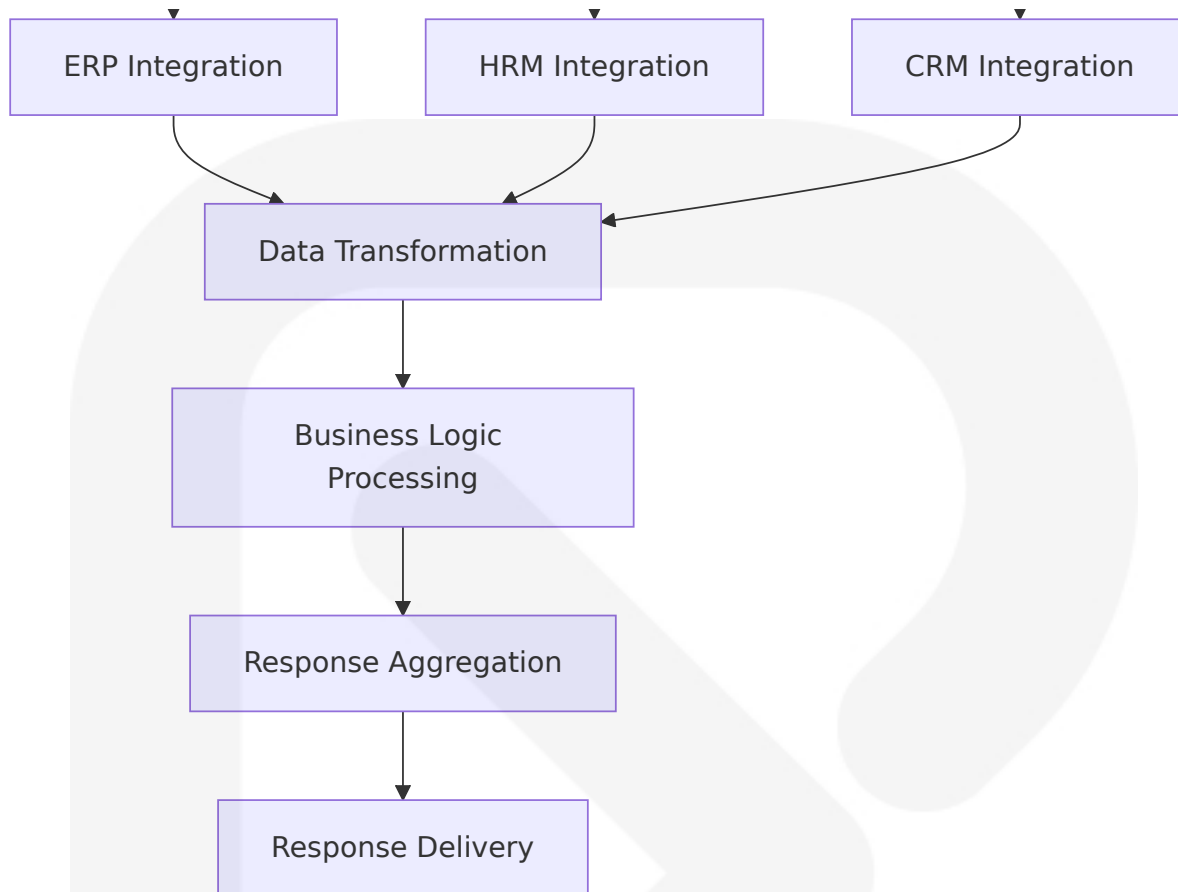 ERP Integration
HRM Integration
CRM Integration
Data Transformation
Business Logic
Processing
Response Aggregation
Response Delivery